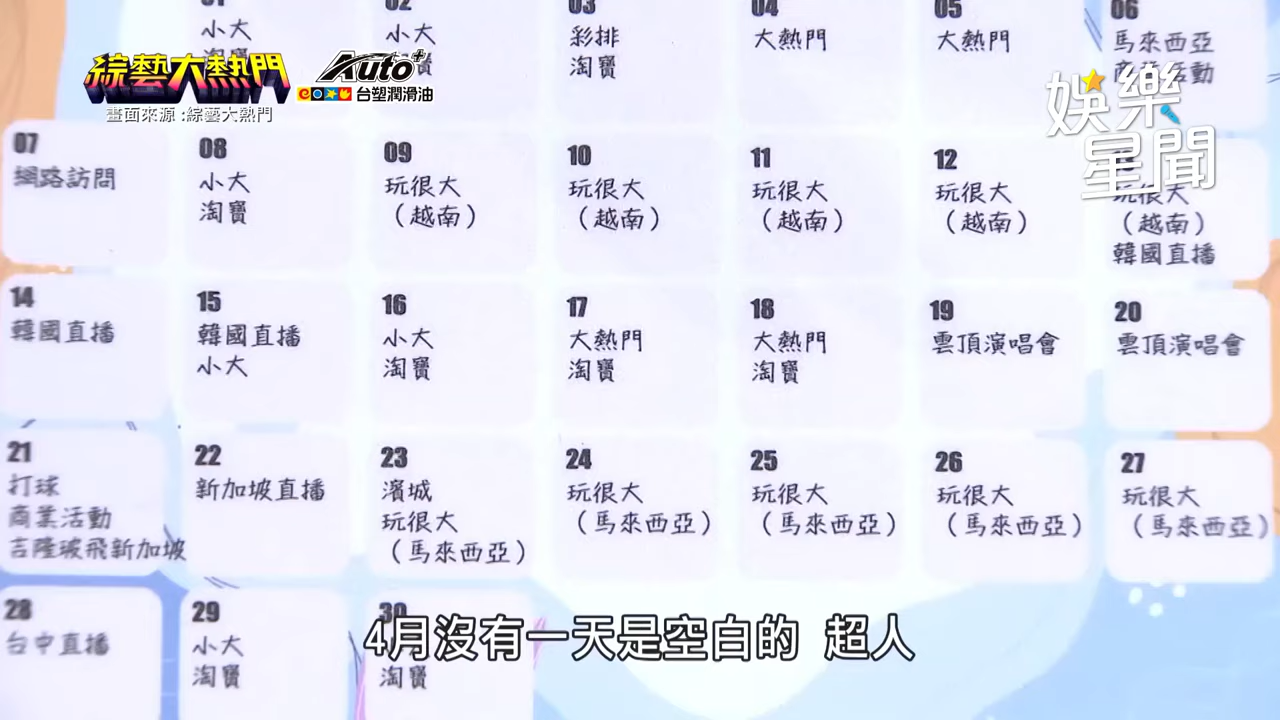 01
小大
淘寶
02
小大
03
彩排
淘寶
04
大熱門
05
大熱門
06
馬來西亞
商業活動
綜藝大熱門
Auto+
台塑潤滑油
畫面來源:綜藝大熱門
娛樂
星聞
07
網路訪問
08
小大
淘寶
09
玩很大
（越南）
10
玩很大
（越南）
11
玩很大
（越南）
12
玩很大
（越南）
13
玩很大
（越南）
韓國直播
14
韓國直播
15
韓國直播
小大
16
小大
淘寶
17
大熱門
淘寶
18
大熱門
淘寶
19
雲頂演唱會
20
雲頂演唱會
21
打球
商業活動
吉隆玻飛新加坡
22
新加坡直播
23
濱城
玩很大
（馬來西亞）
24
玩很大
（馬來西亞）
25
玩很大
（馬來西亞）
26
玩很大
（馬來西亞）
27
玩很大
（馬來西亞）
28
台中直播
29
小大
淘寶
30
淘寶
4月沒有一天是空白的 超人